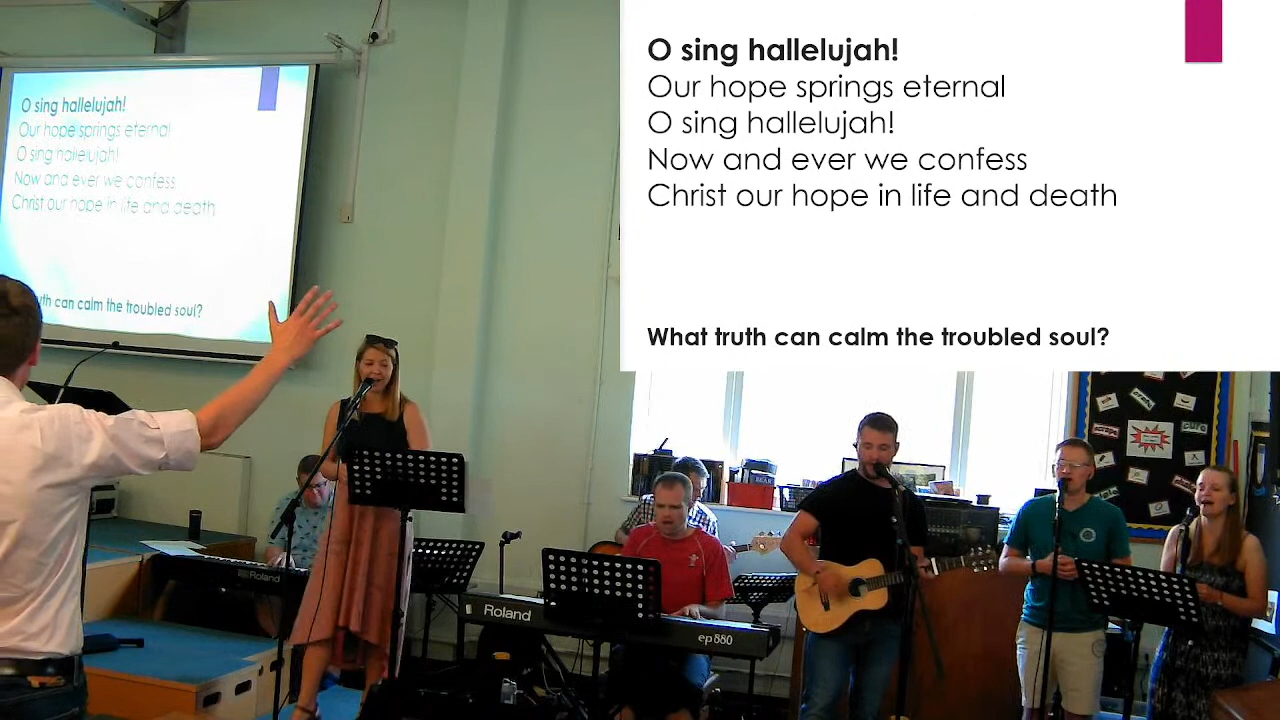 O sing hallelujah!
Our hope springs eternal
O sing hallelujah!
Now and ever we confess
Christ our hope in life and death
can calm the troubled soul?
O sing hallelujah!
Our hope springs eternal
O sing hallelujah!
Now and ever we confess
Christ our hope in life and death
What truth can calm the troubled soul?
Roland
Roland
ep880